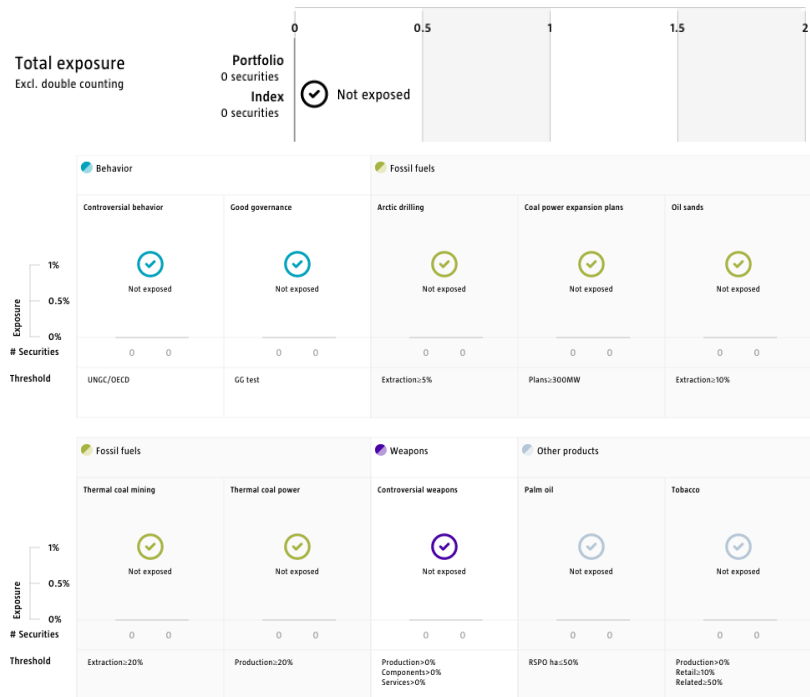 0 0.5 1 1.5 2
Total exposure
Excl. double counting
Portfolio
0 securities
Index
0 securities
Not exposed
Behavior Fossil fuels
Controversial behavior Good governance Arctic drilling Coal power expansion plans Oil sands
1%
Not exposed Not exposed Not exposed Not exposed Not exposed
0.5%
Exposure
0%
# Securities 0 0 0 0 0 0 0 0 0 0
Threshold UNGC/OECD GG test Extraction≥5% Plans≥300MW Extraction≥10%
Fossil fuels Weapons Other products
Thermal coal mining Thermal coal power Controversial weapons Palm oil Tobacco
1%
Not exposed Not exposed Not exposed Not exposed Not exposed
0.5%
Exposure
0%
# Securities 0 0 0 0 0 0 0 0 0 0
Threshold Extraction≥20% Production≥20% Production>0% RSPO ha≤50% Production>0%
Components>0% Retail≥10%
Services>0% Related≥50%